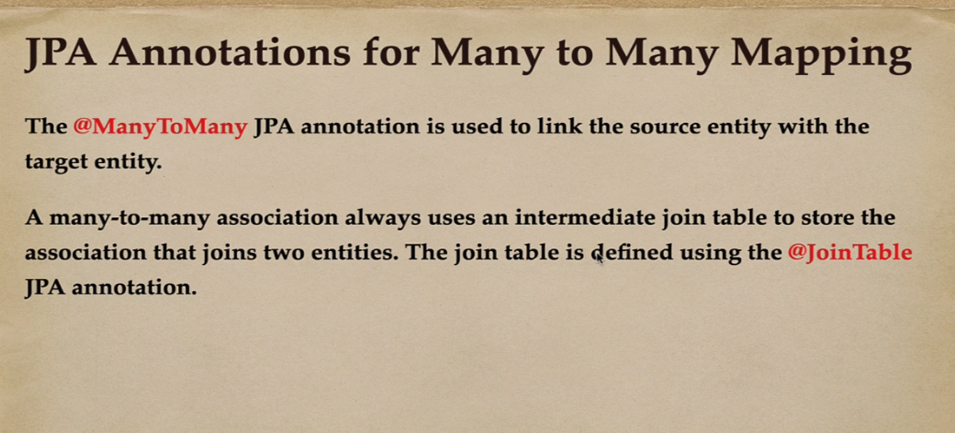 JPA Annotations for Many to Many Mapping
The @ManyToMany JPA annotation is used to link the source entity with the
target entity.
A many-to-many association always uses an intermediate join table to store the
association that joins two entities. The join table is defined using the @JoinTable
JPA annotation.